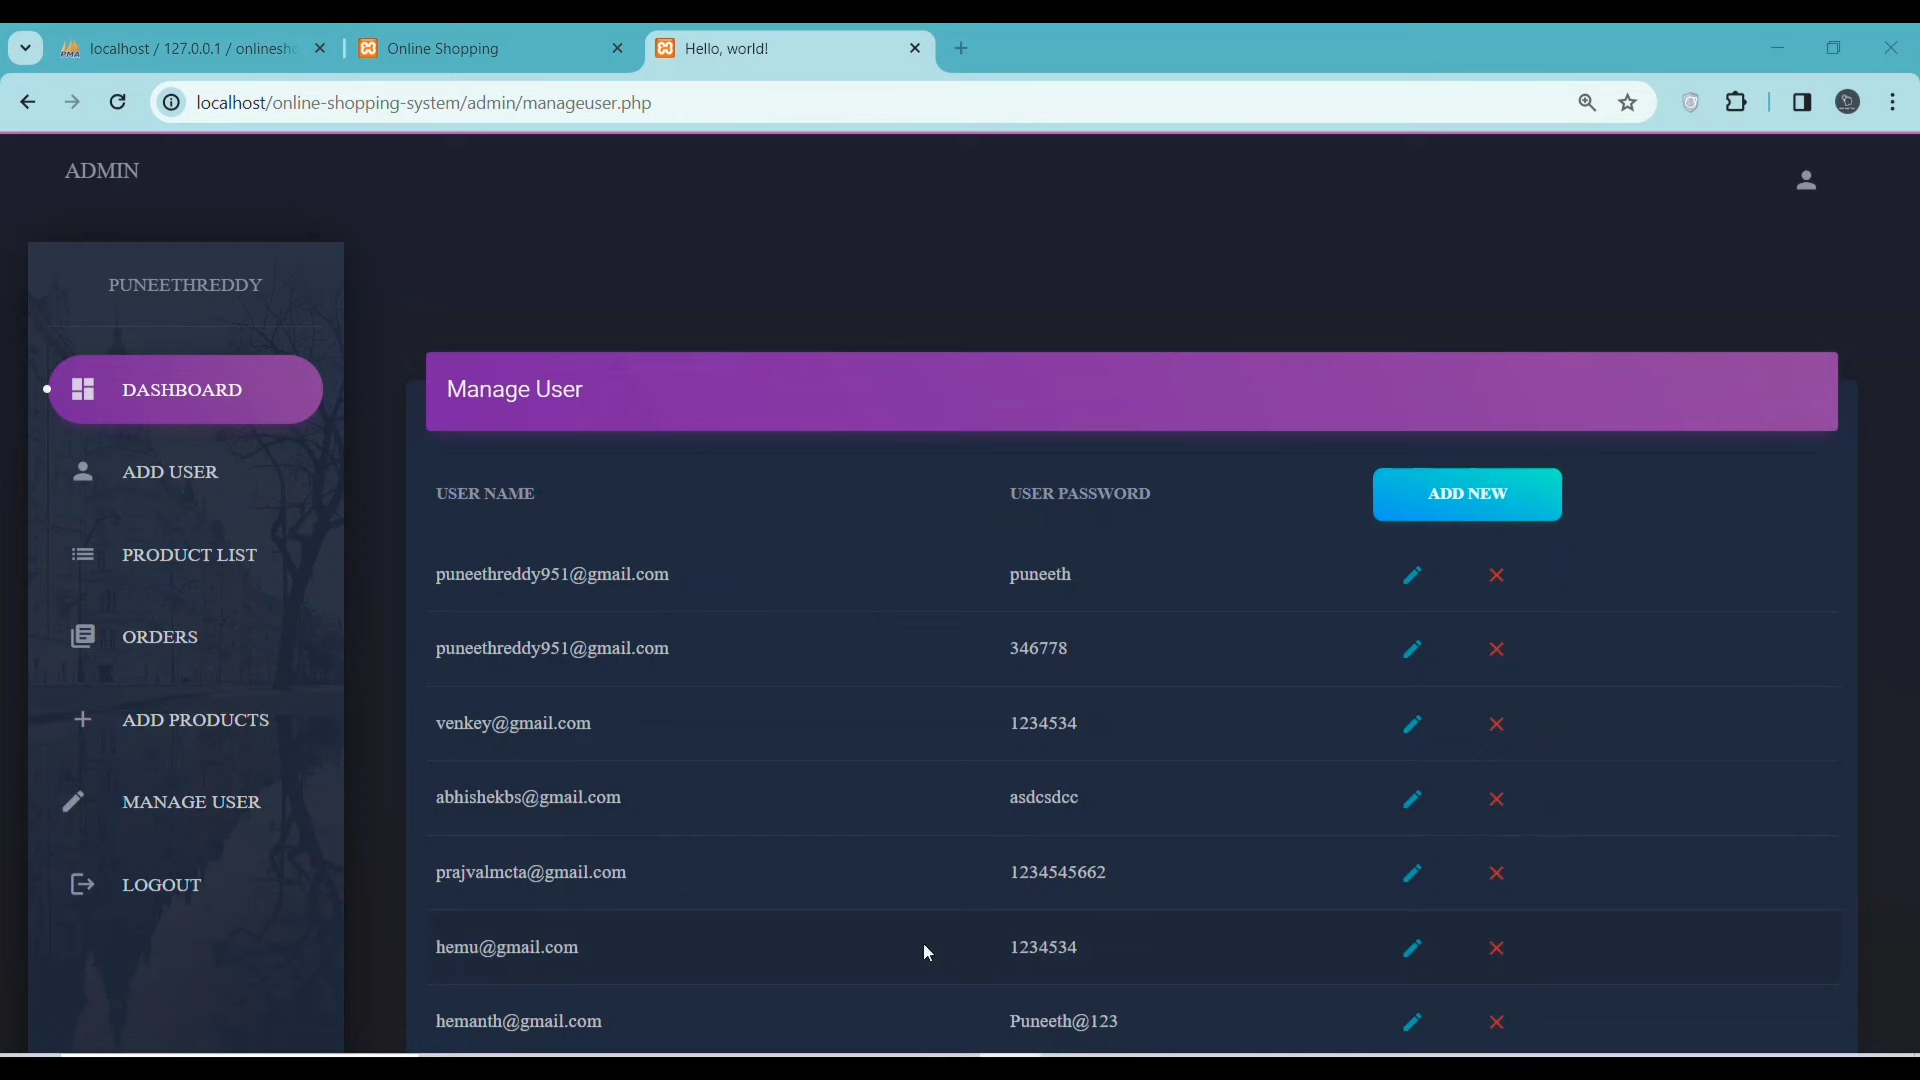 localhost / 127.0.0.1 / onlinesho
Online Shopping
Hello, world!
localhost/online-shopping-system/admin/manageuser.php
ADMIN
PUNEETHREDDY
DASHBOARD
ADD USER
PRODUCT LIST
ORDERS
ADD PRODUCTS
MANAGE USER
LOGOUT
Manage User
USER NAME USER PASSWORD ADD NEW
puneethreddy951@gmail.com puneeth
puneethreddy951@gmail.com 346778
venkey@gmail.com 1234534
abhishekbs@gmail.com asdcsdcc
prajvalmcta@gmail.com 1234545662
hemu@gmail.com 1234534
hemanth@gmail.com Puneeth@123